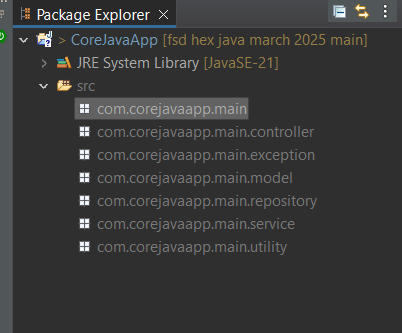 Package Explorer
> CoreJavaApp [fsd hex java march 2025 main]
JRE System Library [JavaSE-21]
src
com.corejavaapp.main
com.corejavaapp.main.controller
com.corejavaapp.main.exception
com.corejavaapp.main.model
com.corejavaapp.main.repository
com.corejavaapp.main.service
com.corejavaapp.main.utility